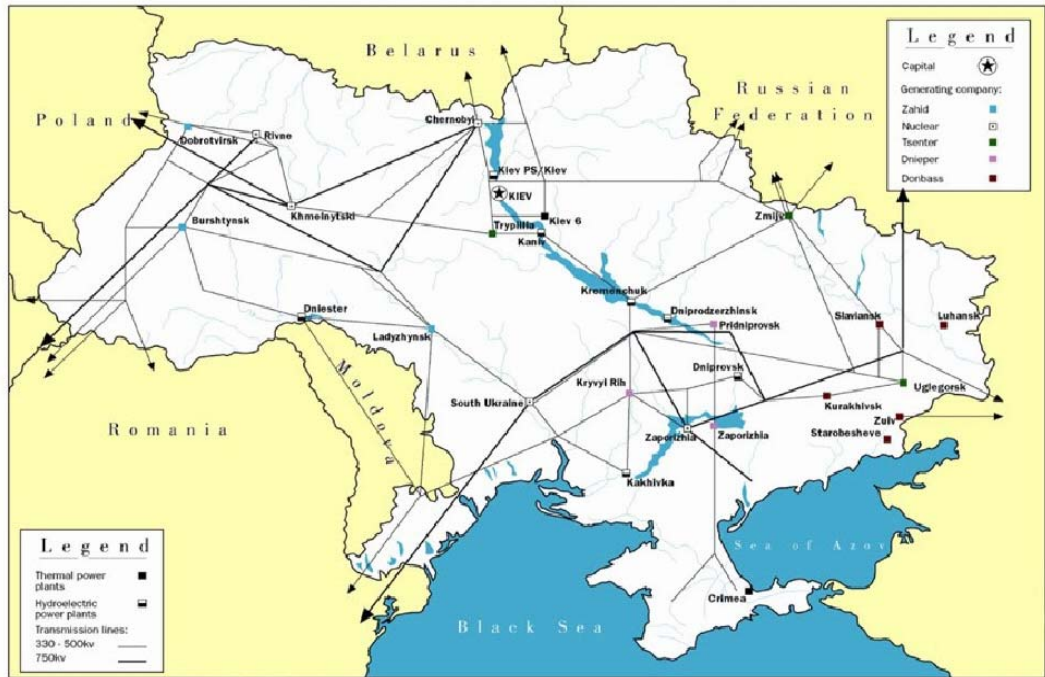 Belarus
Poland
Russian
Federation
Legend
Capital
Generating company:
Zahid
Nuclear
Tsenter
Dnieper
Donbass
Chernobyl
Dobrotvirsk
Rivne
Kiev PS/Kiev
KIEV
Khmelnytski
Burshtynsk
Trypillia
Kiev 6
Kaniv
Zmijv
Kremenchuk
Dniester
Dniprodzerzhinsk
Pridniprovsk
Slaviansk
Luhansk
Ladyzhynsk
Moldova
Dniprovsk
Kryvyi Rih
Uglegorsk
South Ukraine
Kurakhivsk
Romania
Zuiv
Starobesheve
Zaporizhia
Zaporizhia
Kakhivka
Legend
Thermal power
plants
Hydroelectric
power plants
Transmission lines:
330 - 500kv
750kv
Sea of Azov
Crimea
Black Sea